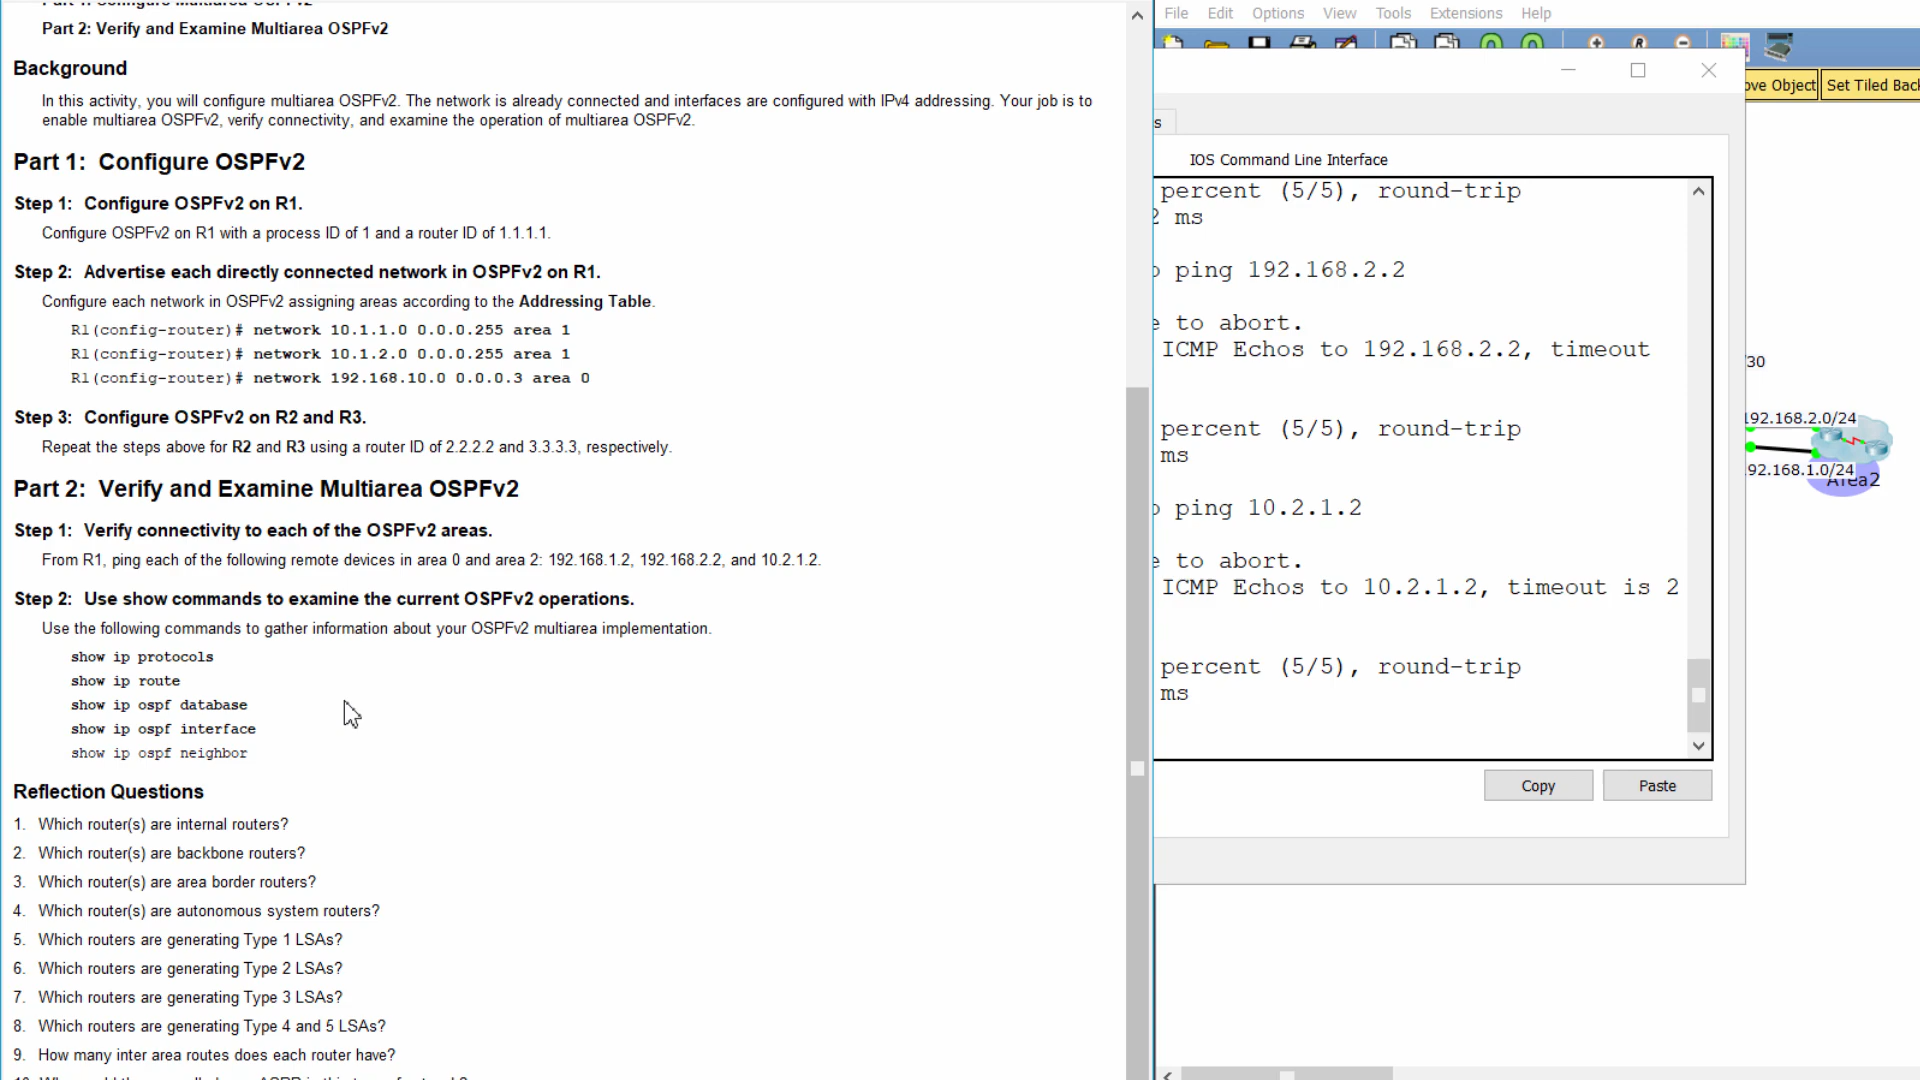 Part 2: Verify and Examine Multiarea OSPFv2
Background
In this activity, you will configure multiarea OSPFv2. The network is already connected and interfaces are configured with IPv4 addressing. Your job is to
enable multiarea OSPFv2, verify connectivity, and examine the operation of multiarea OSPFv2.
Part 1: Configure OSPFv2
Step 1: Configure OSPFv2 on R1.
Configure OSPFv2 on R1 with a process ID of 1 and a router ID of 1.1.1.1.
Step 2: Advertise each directly connected network in OSPFv2 on R1.
Configure each network in OSPFv2 assigning areas according to the Addressing Table.
R1(config-router)# network 10.1.1.0 0.0.0.255 area 1
R1(config-router)# network 10.1.2.0 0.0.0.255 area 1
R1(config-router)# network 192.168.10.0 0.0.0.3 area 0
Step 3: Configure OSPFv2 on R2 and R3.
Repeat the steps above for R2 and R3 using a router ID of 2.2.2.2 and 3.3.3.3, respectively.
Part 2: Verify and Examine Multiarea OSPFv2
Step 1: Verify connectivity to each of the OSPFv2 areas.
From R1, ping each of the following remote devices in area 0 and area 2: 192.168.1.2, 192.168.2.2, and 10.2.1.2.
Step 2: Use show commands to examine the current OSPFv2 operations.
Use the following commands to gather information about your OSPFv2 multiarea implementation.
show ip protocols
show ip route
show ip ospf database
show ip ospf interface
show ip ospf neighbor
Reflection Questions
1. Which router(s) are internal routers?
2. Which router(s) are backbone routers?
3. Which router(s) are area border routers?
4. Which router(s) are autonomous system routers?
5. Which routers are generating Type 1 LSAs?
6. Which routers are generating Type 2 LSAs?
7. Which routers are generating Type 3 LSAs?
8. Which routers are generating Type 4 and 5 LSAs?
9. How many inter area routes does each router have?
File Edit Options View Tools Extensions Help
ove Object Set Tiled Back
s
IOS Command Line Interface
percent (5/5), round-trip
2 ms
ping 192.168.2.2
e to abort.
ICMP Echos to 192.168.2.2, timeout
percent (5/5), round-trip
ms
ping 10.2.1.2
e to abort.
ICMP Echos to 10.2.1.2, timeout is 2
percent (5/5), round-trip
ms
Copy Paste
/30
192.168.2.0/24
92.168.1.0/24
Area2